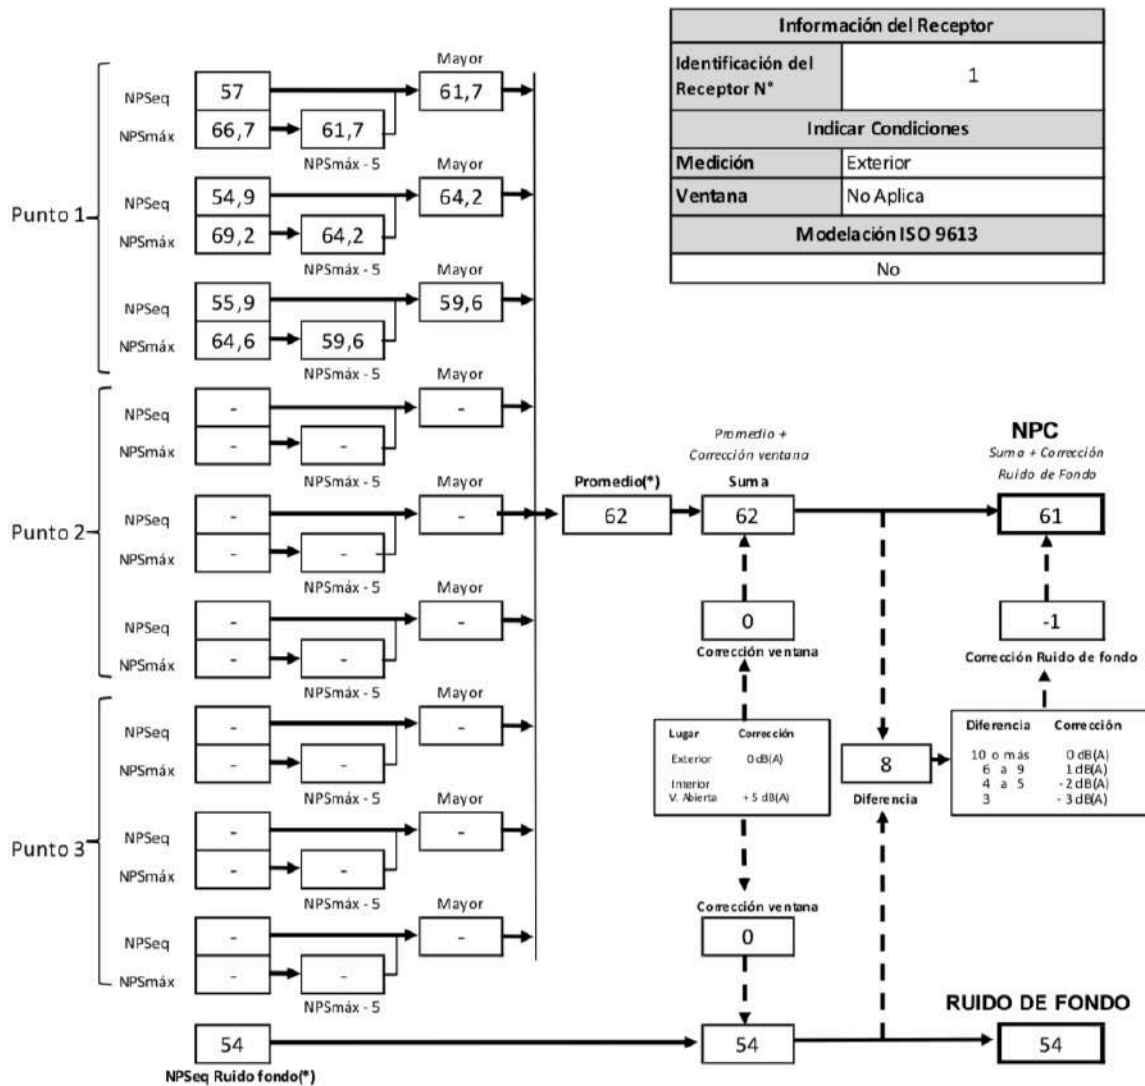 Información del Receptor
Identificación del Receptor N° 1
Indicar Condiciones
Medición Exterior
Ventana No Aplica
Modelación ISO 9613
No
Punto 1
Mayor
NPSeq 57 61,7
NPSmáx 66,7 61,7
NPSmáx - 5
Mayor
NPSeq 54,9 64,2
NPSmáx 69,2 64,2
NPSmáx - 5
Mayor
NPSeq 55,9 59,6
NPSmáx 64,6 59,6
NPSmáx - 5
Punto 2
Mayor
NPSeq - -
NPSmáx - -
NPSmáx - 5
Mayor
NPSeq - -
NPSmáx - -
NPSmáx - 5
Mayor
NPSeq - -
NPSmáx - -
NPSmáx - 5
Punto 3
Mayor
NPSeq - -
NPSmáx - -
NPSmáx - 5
Mayor
NPSeq - -
NPSmáx - -
NPSmáx - 5
Mayor
NPSeq - -
NPSmáx - -
NPSmáx - 5
Promedio(*)
62
Promedio +
Corrección ventana
Suma
62
0
Corrección ventana
NPC
Suma + Corrección
Ruido de Fondo
61
-1
Corrección Ruido de fondo
Lugar Corrección
Exterior 0 dB(A)
Interior
V. Abierta +5 dB(A)
8
Diferencia
Diferencia Corrección
10 o más 0 dB(A)
6 a 9 1 dB(A)
4 a 5 -2 dB(A)
3 -3 dB(A)
Corrección ventana
0
RUIDO DE FONDO
54 54 54
NPSeq Ruido fondo(*)